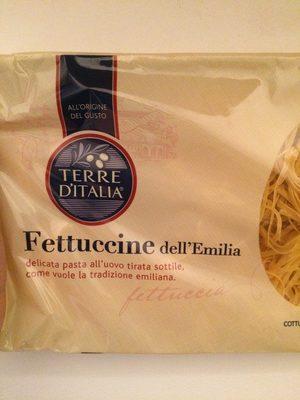 ALL'ORIGINE
DEL GUSTO
TERRE
D'ITALIA®
Fettuccine dell'Emilia
delicata pasta all'uovo tirata sottile,
come vuole la tradizione emiliana.
fettuccin